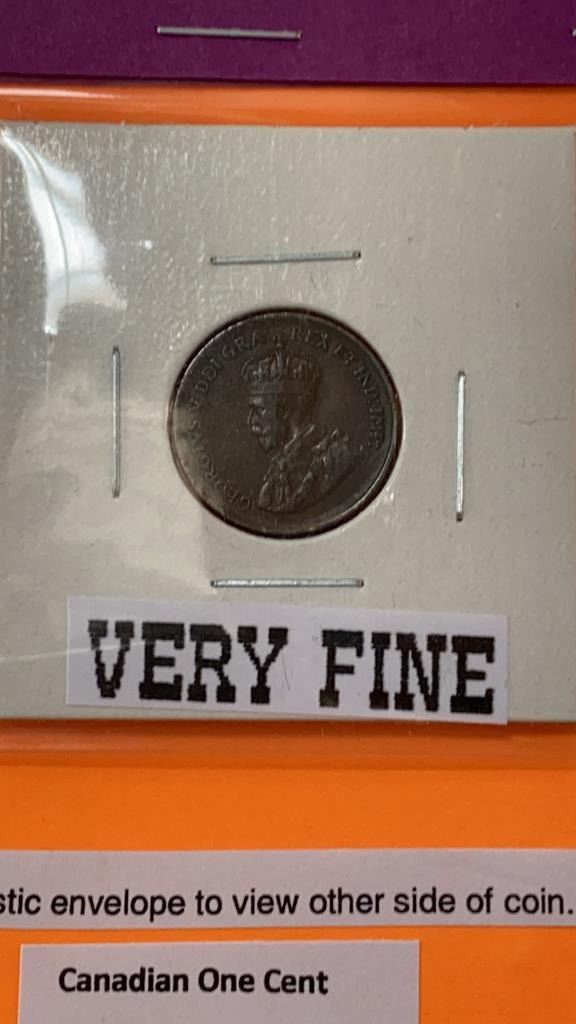 GEORGIVS V DEI GRA: REX ET IND: IMP:
VERY FINE
stic envelope to view other side of coin.
Canadian One Cent